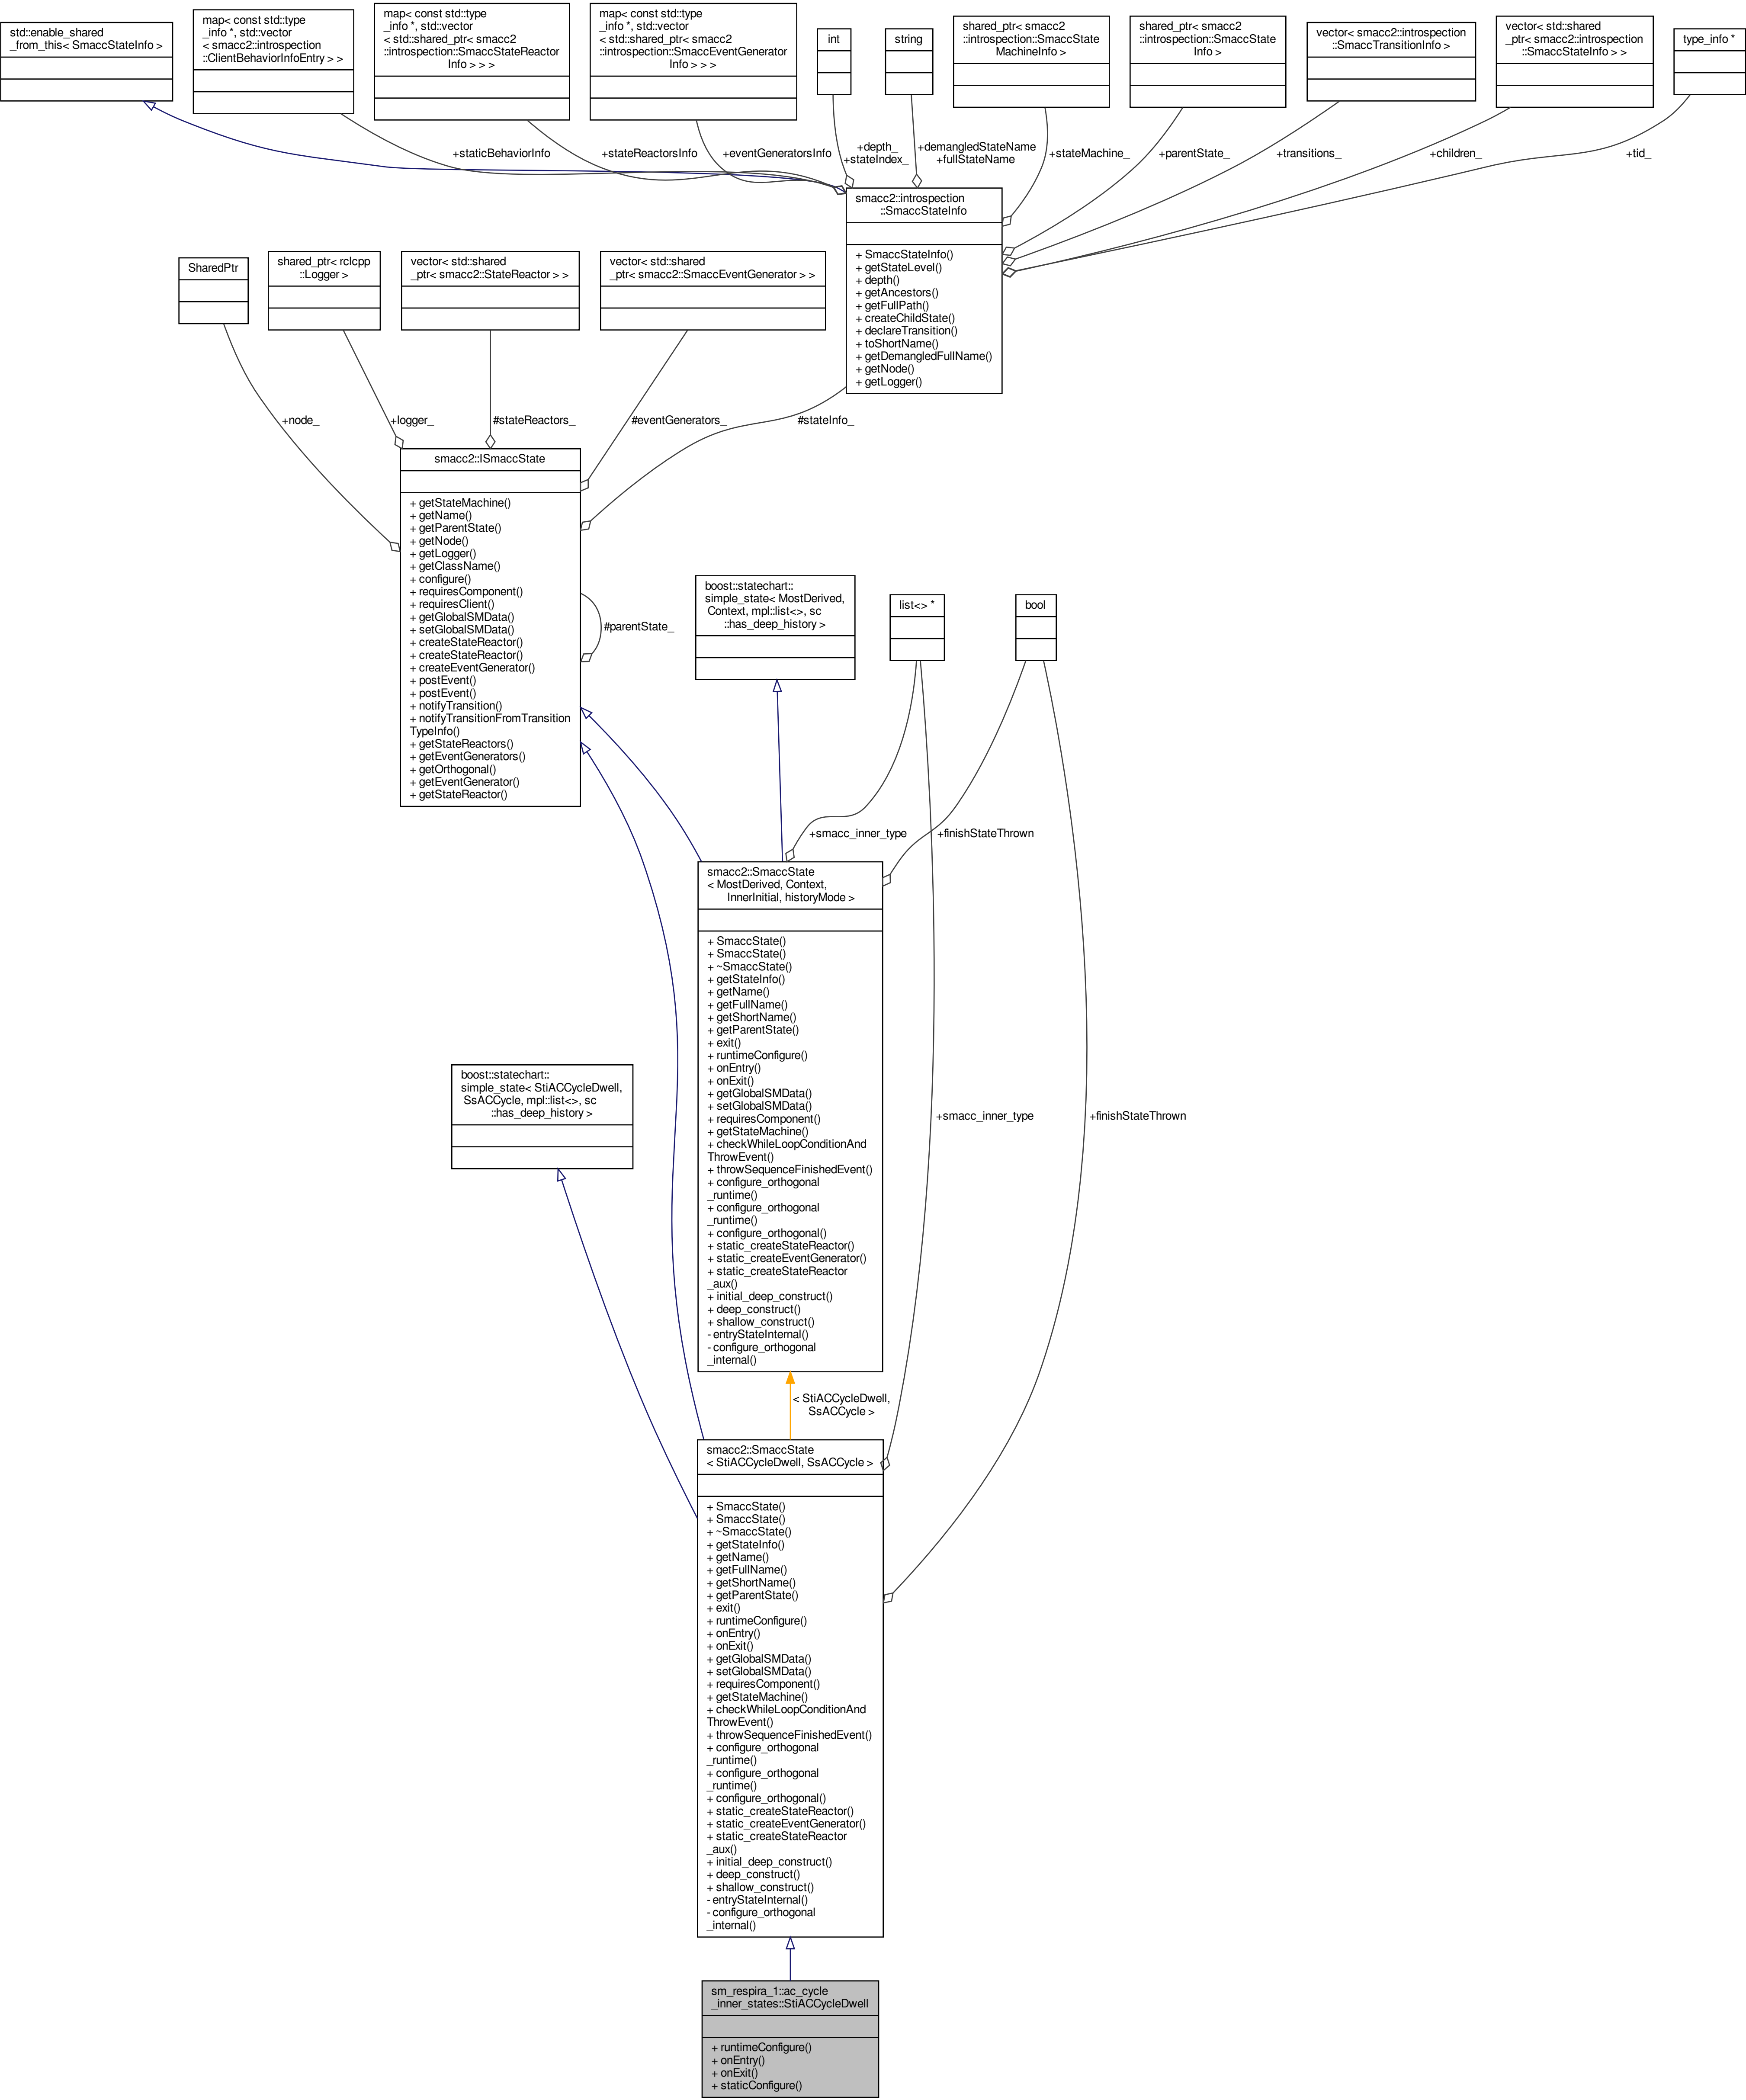 std::enable_shared
_from_this< SmaccStateInfo >
map< const std::type
_info *, std::vector
< smacc2::introspection
::ClientBehaviorInfoEntry > >
map< const std::type
_info *, std::vector
< std::shared_ptr< smacc2
::introspection::SmaccStateReactor
Info > > >
map< const std::type
_info *, std::vector
< std::shared_ptr< smacc2
::introspection::SmaccEventGenerator
Info > > >
int
string
shared_ptr< smacc2
::introspection::SmaccState
MachineInfo >
shared_ptr< smacc2
::introspection::SmaccState
Info >
vector< smacc2::introspection
::SmaccTransitionInfo >
vector< std::shared
_ptr< smacc2::introspection
::SmaccStateInfo > >
type_info *
+staticBehaviorInfo
+stateReactorsInfo
+eventGeneratorsInfo
+depth_
+stateIndex_
+demangledStateName
+fullStateName
+stateMachine_
+parentState_
+transitions_
+children_
+tid_
smacc2::introspection
::SmaccStateInfo
+ SmaccStateInfo()
+ getStateLevel()
+ depth()
+ getAncestors()
+ getFullPath()
+ createChildState()
+ declareTransition()
+ toShortName()
+ getDemangledFullName()
+ getNode()
+ getLogger()
SharedPtr
shared_ptr< rclcpp
::Logger >
vector< std::shared
_ptr< smacc2::StateReactor > >
vector< std::shared
_ptr< smacc2::SmaccEventGenerator > >
+node_
+logger_
#stateReactors_
#eventGenerators_
#stateInfo_
smacc2::ISmaccState
+ getStateMachine()
+ getName()
+ getParentState()
+ getNode()
+ getLogger()
+ getClassName()
+ configure()
+ requiresComponent()
+ requiresClient()
+ getGlobalSMData()
+ setGlobalSMData()
+ createStateReactor()
+ createStateReactor()
+ createEventGenerator()
+ postEvent()
+ postEvent()
+ notifyTransition()
+ notifyTransitionFromTransition
TypeInfo()
+ getStateReactors()
+ getEventGenerators()
+ getOrthogonal()
+ getEventGenerator()
+ getStateReactor()
#parentState_
boost::statechart::
simple_state< MostDerived,
Context, mpl::list<>, sc
::has_deep_history >
list<> *
bool
+smacc_inner_type
+finishStateThrown
smacc2::SmaccState
< MostDerived, Context,
InnerInitial, historyMode >
+ SmaccState()
+ SmaccState()
+ ~SmaccState()
+ getStateInfo()
+ getName()
+ getFullName()
+ getShortName()
+ getParentState()
+ exit()
+ runtimeConfigure()
+ onEntry()
+ onExit()
+ getGlobalSMData()
+ setGlobalSMData()
+ requiresComponent()
+ getStateMachine()
+ checkWhileLoopConditionAnd
ThrowEvent()
+ throwSequenceFinishedEvent()
+ configure_orthogonal
_runtime()
+ configure_orthogonal
_runtime()
+ configure_orthogonal()
+ static_createStateReactor()
+ static_createEventGenerator()
+ static_createStateReactor
_aux()
+ initial_deep_construct()
+ deep_construct()
+ shallow_construct()
- entryStateInternal()
- configure_orthogonal
_internal()
boost::statechart::
simple_state< StiACCycleDwell,
SsACCycle, mpl::list<>, sc
::has_deep_history >
+smacc_inner_type
+finishStateThrown
< StiACCycleDwell,
SsACCycle >
smacc2::SmaccState
< StiACCycleDwell, SsACCycle >
+ SmaccState()
+ SmaccState()
+ ~SmaccState()
+ getStateInfo()
+ getName()
+ getFullName()
+ getShortName()
+ getParentState()
+ exit()
+ runtimeConfigure()
+ onEntry()
+ onExit()
+ getGlobalSMData()
+ setGlobalSMData()
+ requiresComponent()
+ getStateMachine()
+ checkWhileLoopConditionAnd
ThrowEvent()
+ throwSequenceFinishedEvent()
+ configure_orthogonal
_runtime()
+ configure_orthogonal
_runtime()
+ configure_orthogonal()
+ static_createStateReactor()
+ static_createEventGenerator()
+ static_createStateReactor
_aux()
+ initial_deep_construct()
+ deep_construct()
+ shallow_construct()
- entryStateInternal()
- configure_orthogonal
_internal()
sm_respira_1::ac_cycle
_inner_states::StiACCycleDwell
+ runtimeConfigure()
+ onEntry()
+ onExit()
+ staticConfigure()